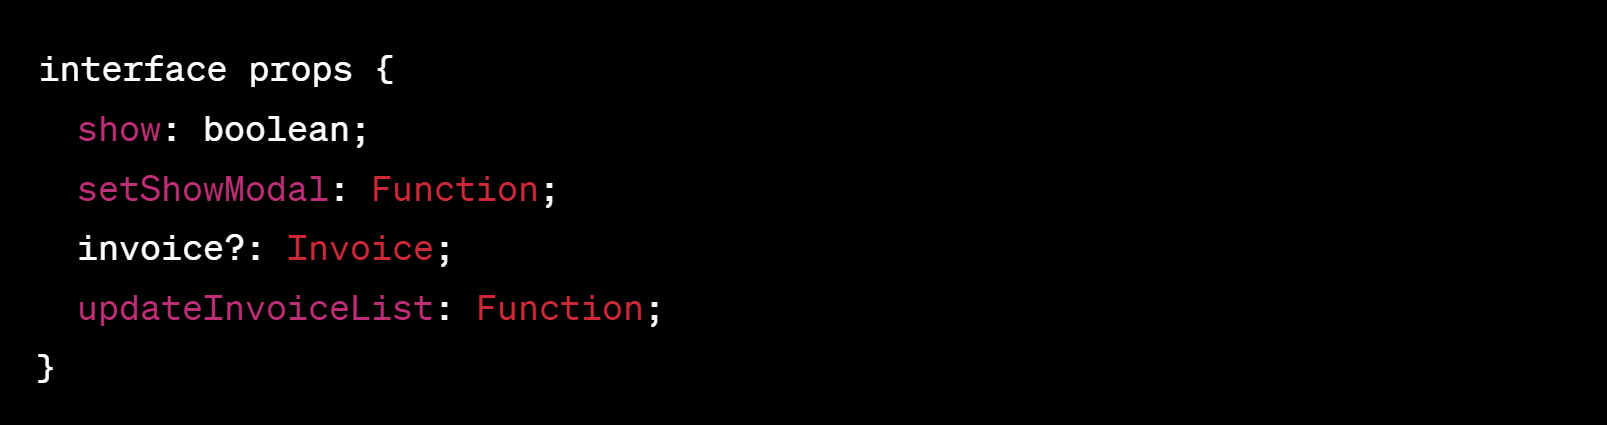 interface props {
  show: boolean;
  setShowModal: Function;
  invoice?: Invoice;
  updateInvoiceList: Function;
}